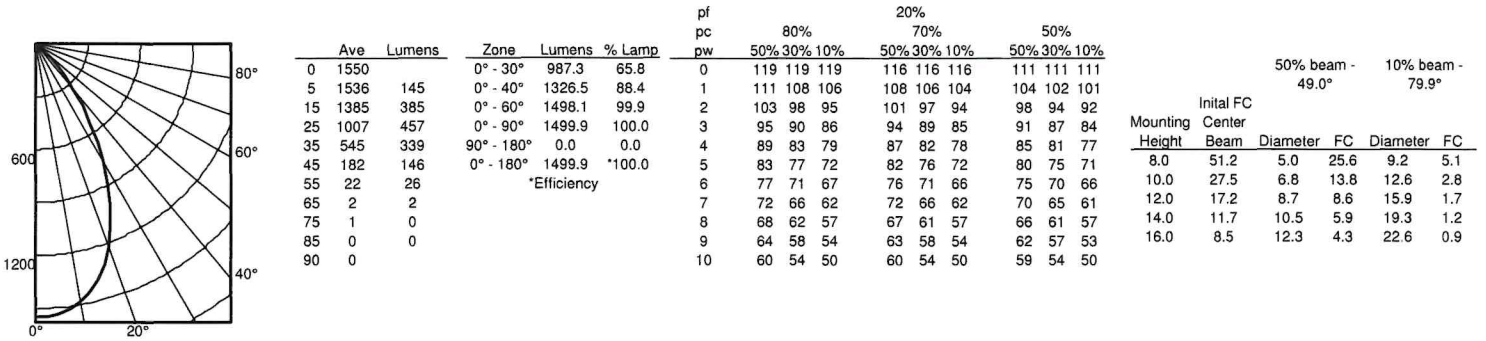 600
1200
0°
20°
40°
60°
80°
Ave Lumens
0 1550
5 1536 145
15 1385 385
25 1007 457
35 545 339
45 182 146
55 22 26
65 2 2
75 1 0
85 0 0
90 0
Zone Lumens % Lamp
0° - 30° 987.3 65.8
0° - 40° 1326.5 88.4
0° - 60° 1498.1 99.9
0° - 90° 1499.9 100.0
90° - 180° 0.0 0.0
0° - 180° 1499.9 *100.0
*Efficiency
pf 20%
pc 80% 70% 50%
pw 50% 30% 10% 50% 30% 10% 50% 30% 10%
0 119 119 119 116 116 116 111 111 111
1 111 108 106 108 106 104 104 102 101
2 103 98 95 101 97 94 98 94 92
3 95 90 86 94 89 85 91 87 84
4 89 83 79 87 82 78 85 81 77
5 83 77 72 82 76 72 80 75 71
6 77 71 67 76 71 66 75 70 66
7 72 66 62 72 66 62 70 65 61
8 68 62 57 67 61 57 66 61 57
9 64 58 54 63 58 54 62 57 53
10 60 54 50 60 54 50 59 54 50
50% beam - 10% beam -
49.0° 79.9°
Inital FC
Mounting Center
Height Beam Diameter FC Diameter FC
8.0 51.2 5.0 25.6 9.2 5.1
10.0 27.5 6.8 13.8 12.6 2.8
12.0 17.2 8.7 8.6 15.9 1.7
14.0 11.7 10.5 5.9 19.3 1.2
16.0 8.5 12.3 4.3 22.6 0.9